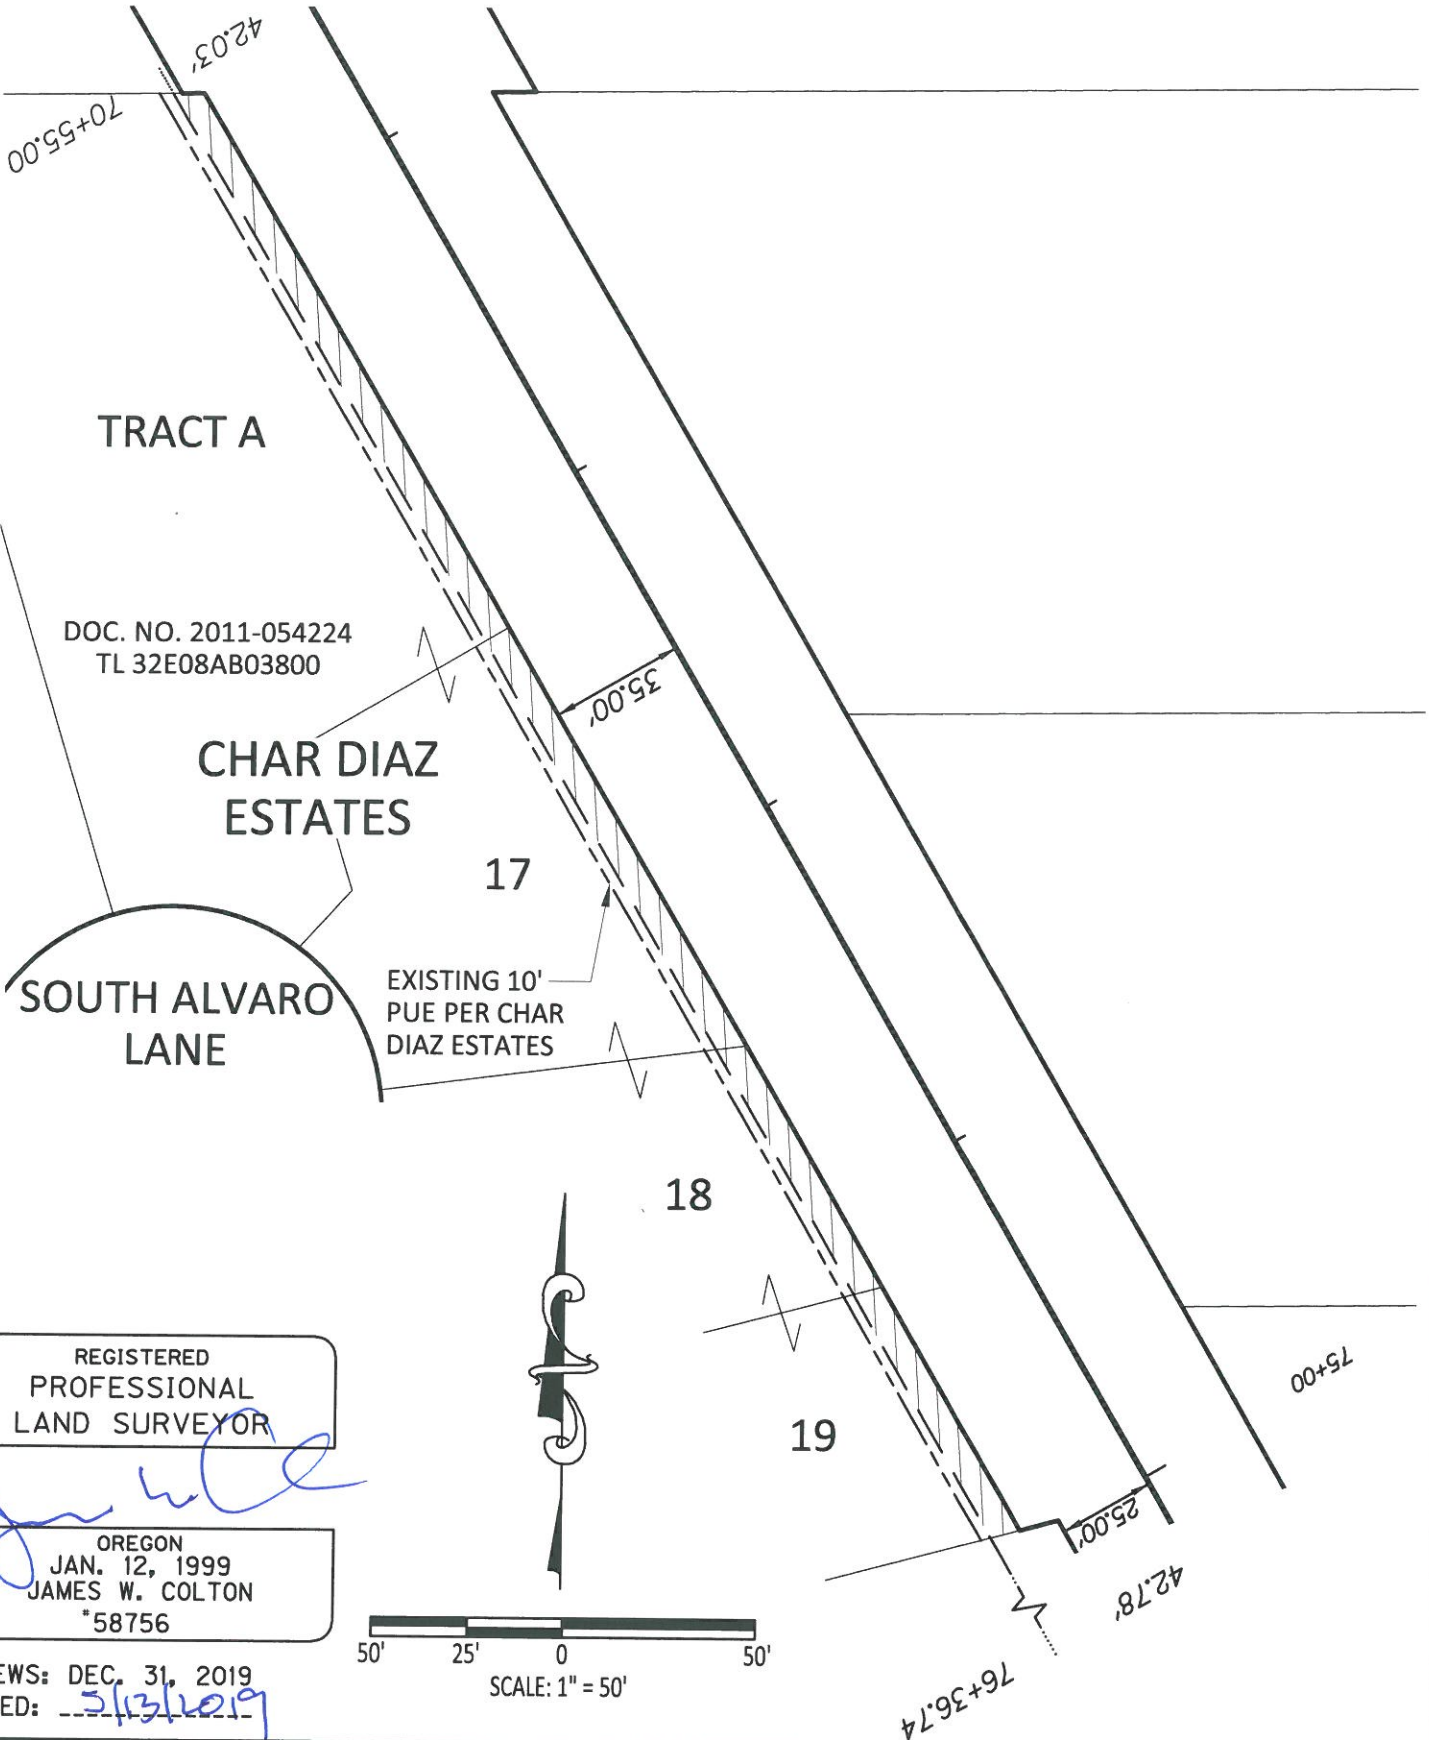 42.03'
70+55.00
TRACT A
DOC. NO. 2011-054224
TL 32E08AB03800
35.00'
CHAR DIAZ
ESTATES
17
EXISTING 10'
PUE PER CHAR
DIAZ ESTATES
SOUTH ALVARO
LANE
18
REGISTERED
PROFESSIONAL
LAND SURVEYOR
OREGON
JAN. 12, 1999
JAMES W. COLTON
#58756
EWS: DEC. 31, 2019
ED: 5/13/2019
19
75+00
25.00'
42.78'
76+36.74
50' 25' 0 50'
SCALE: 1" = 50'